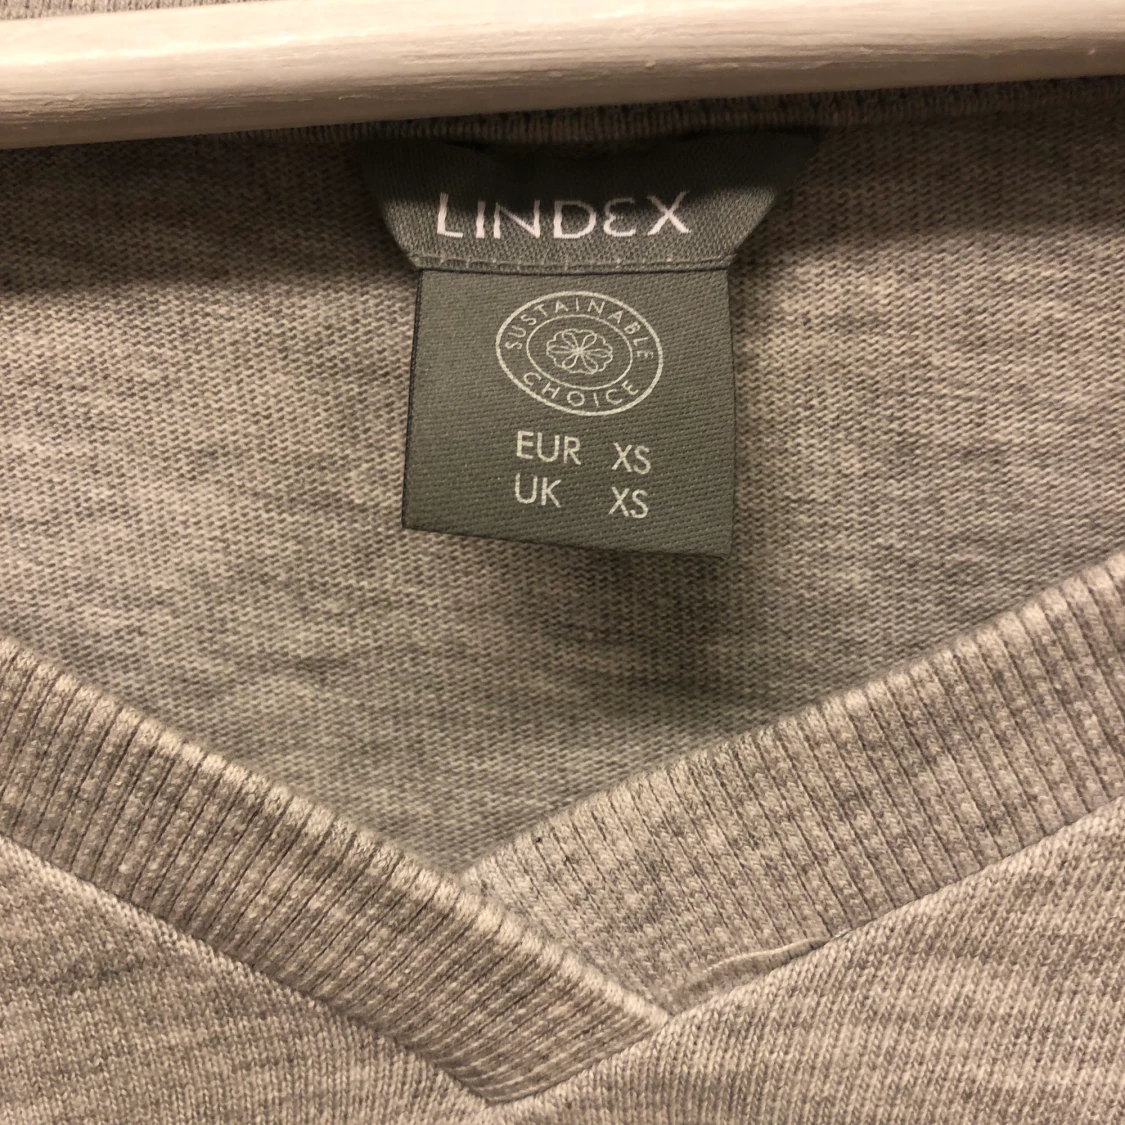 LINDEX
SUSTAINABLE
CHOICE
EUR XS
UK XS